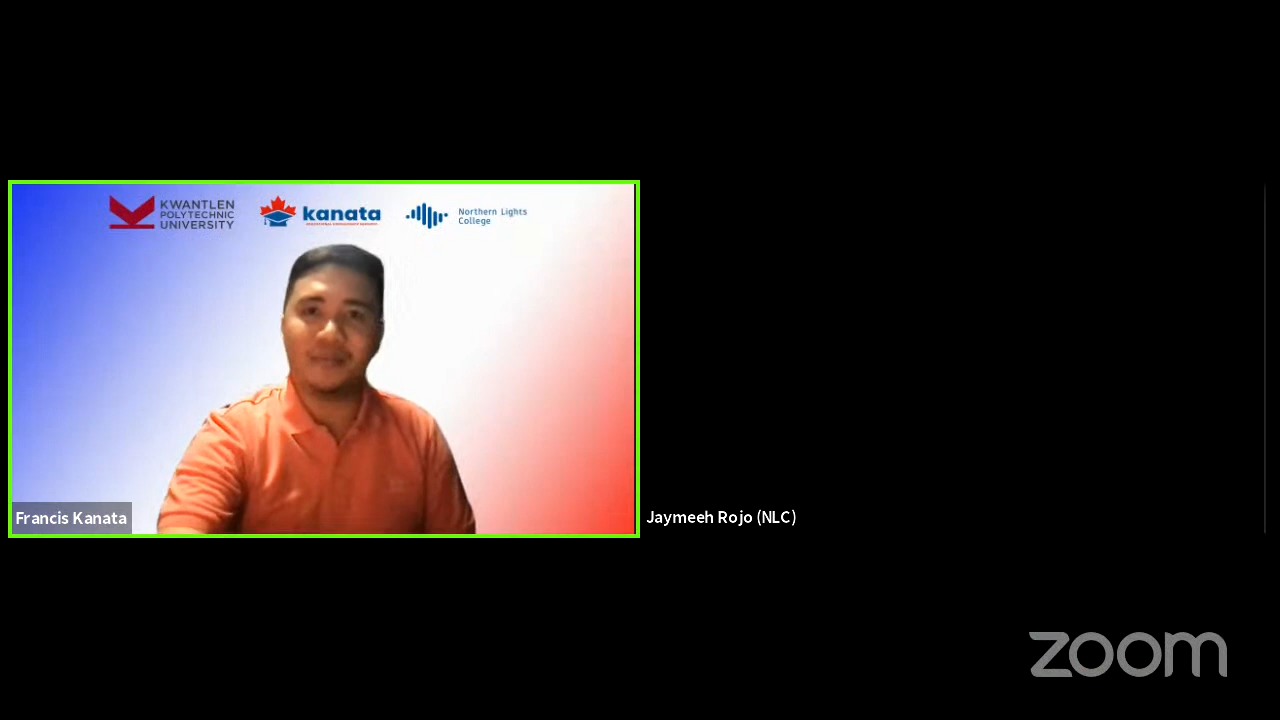 KWANTLEN
POLYTECHNIC
UNIVERSITY
kanata
Northern Lights
College
Francis Kanata
Jaymeeh Rojo (NLC)
zoom